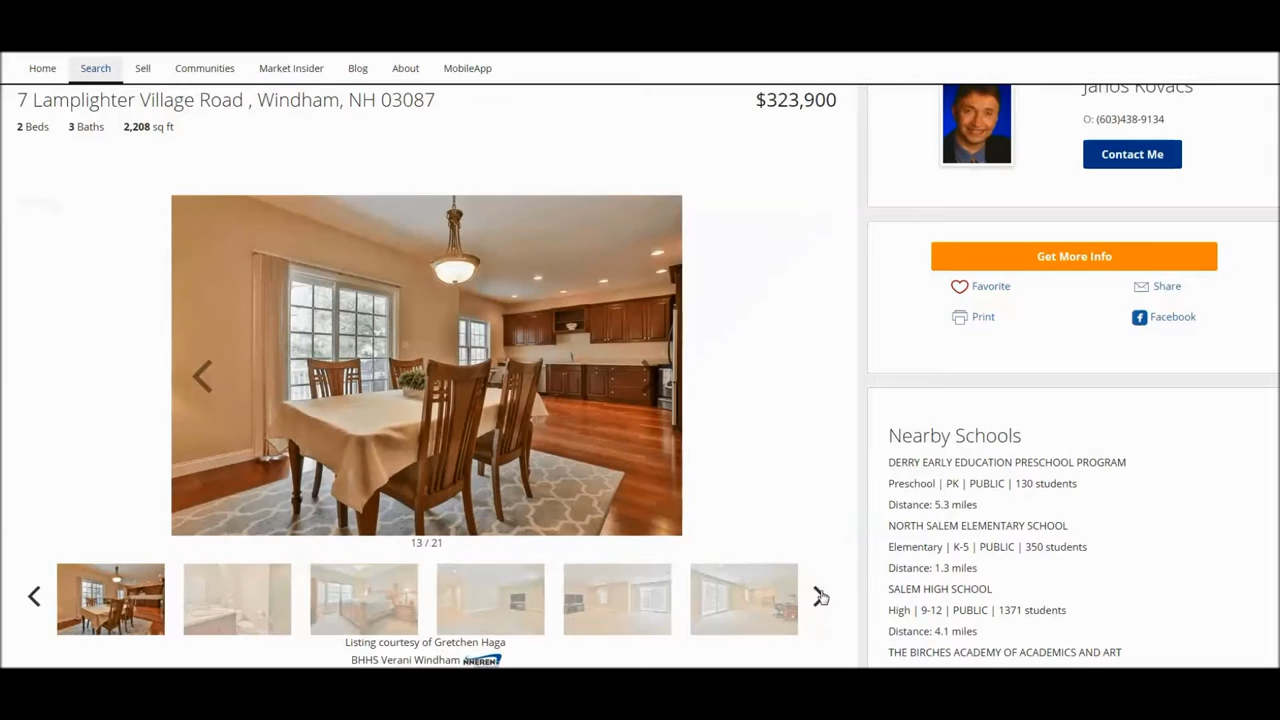 Home Search Sell Communities Market Insider Blog About MobileApp
7 Lamplighter Village Road , Windham, NH 03087 $323,900
2 Beds 3 Baths 2,208 sq ft
13 / 21
Listing courtesy of Gretchen Haga
BHHS Verani Windham NNEREN
Janos Kovacs
O: (603)438-9134
Contact Me
Get More Info
Favorite Share
Print Facebook
Nearby Schools
DERRY EARLY EDUCATION PRESCHOOL PROGRAM
Preschool | PK | PUBLIC | 130 students
Distance: 5.3 miles
NORTH SALEM ELEMENTARY SCHOOL
Elementary | K-5 | PUBLIC | 350 students
Distance: 1.3 miles
SALEM HIGH SCHOOL
High | 9-12 | PUBLIC | 1371 students
Distance: 4.1 miles
THE BIRCHES ACADEMY OF ACADEMICS AND ART